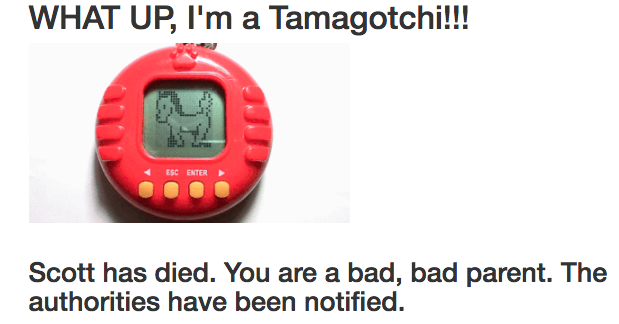 WHAT UP, I'm a Tamagotchi!!!
ESC ENTER
Scott has died. You are a bad, bad parent. The
authorities have been notified.